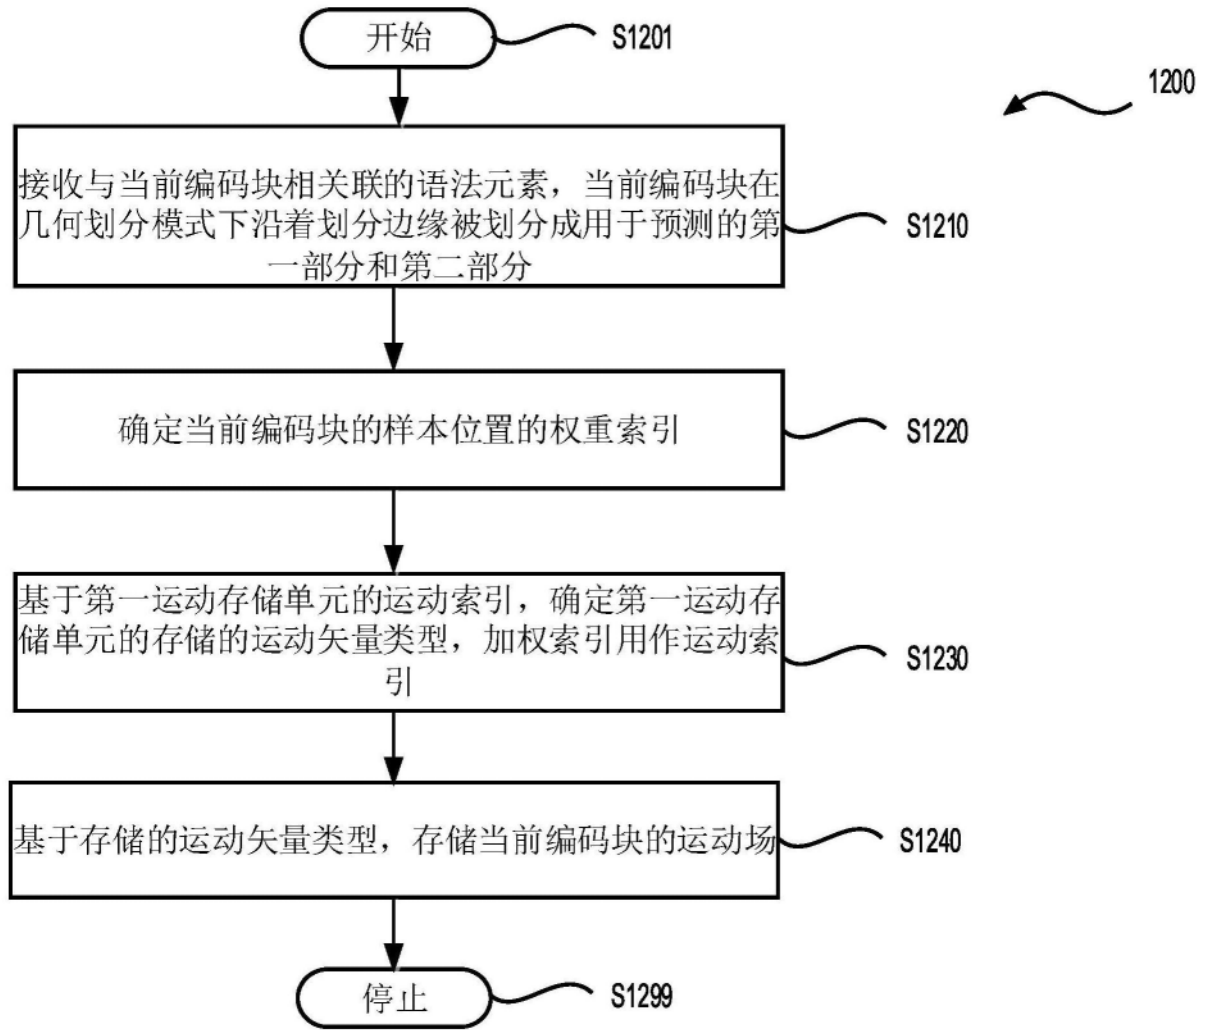 开始
S1201
1200
接收与当前编码块相关联的语法元素，当前编码块在
几何划分模式下沿着划分边缘被划分成用于预测的第
一部分和第二部分
S1210
确定当前编码块的样本位置的权重索引
S1220
基于第一运动存储单元的运动索引，确定第一运动存
储单元的存储的运动矢量类型，加权索引用作运动索
引
S1230
基于存储的运动矢量类型，存储当前编码块的运动场
S1240
停止
S1299